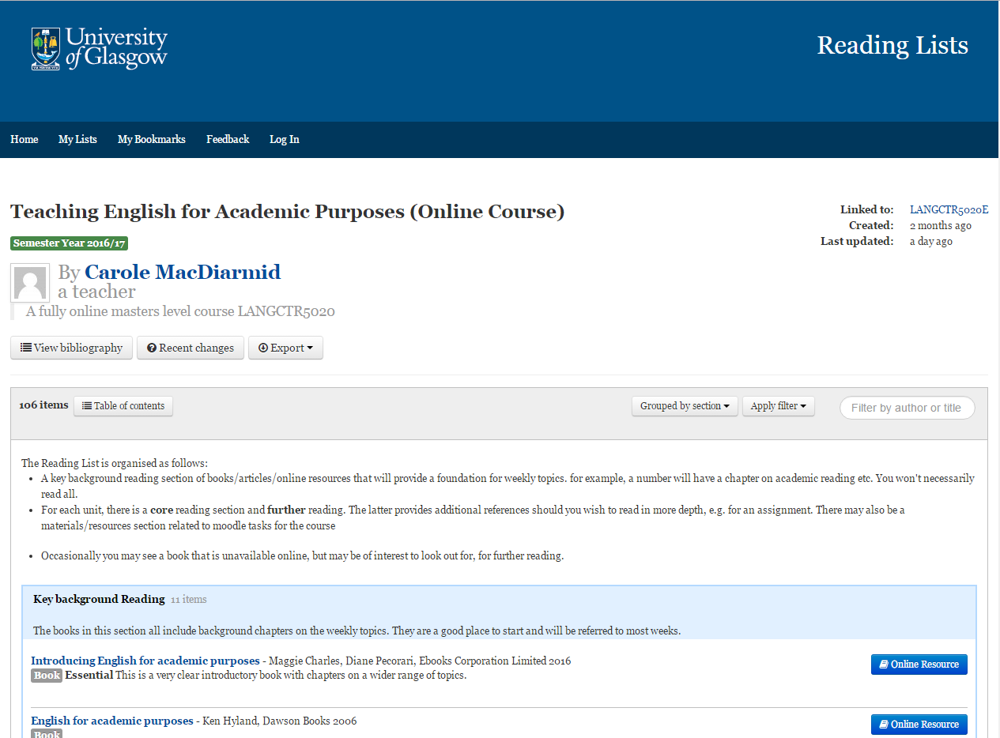 University
of Glasgow
Reading Lists
Home My Lists My Bookmarks Feedback Log In
Teaching English for Academic Purposes (Online Course)
Linked to: LANGCTR5020E
Created: 2 months ago
Last updated: a day ago
Semester Year 2016/17
By Carole MacDiarmid
a teacher
A fully online masters level course LANGCTR5020
View bibliography Recent changes Export
106 items Table of contents Grouped by section Apply filter Filter by author or title
The Reading List is organised as follows:
• A key background reading section of books/articles/online resources that will provide a foundation for weekly topics. for example, a number will have a chapter on academic reading etc. You won't necessarily
read all.
• For each unit, there is a core reading section and further reading. The latter provides additional references should you wish to read in more depth, e.g. for an assignment. There may also be a
materials/resources section related to moodle tasks for the course
• Occasionally you may see a book that is unavailable online, but may be of interest to look out for, for further reading.
Key background Reading 11 items
The books in this section all include background chapters on the weekly topics. They are a good place to start and will be referred to most weeks.
Introducing English for academic purposes - Maggie Charles, Diane Pecorari, Ebooks Corporation Limited 2016
Online Resource
Book Essential This is a very clear introductory book with chapters on a wider range of topics.
English for academic purposes - Ken Hyland, Dawson Books 2006
Online Resource
Book